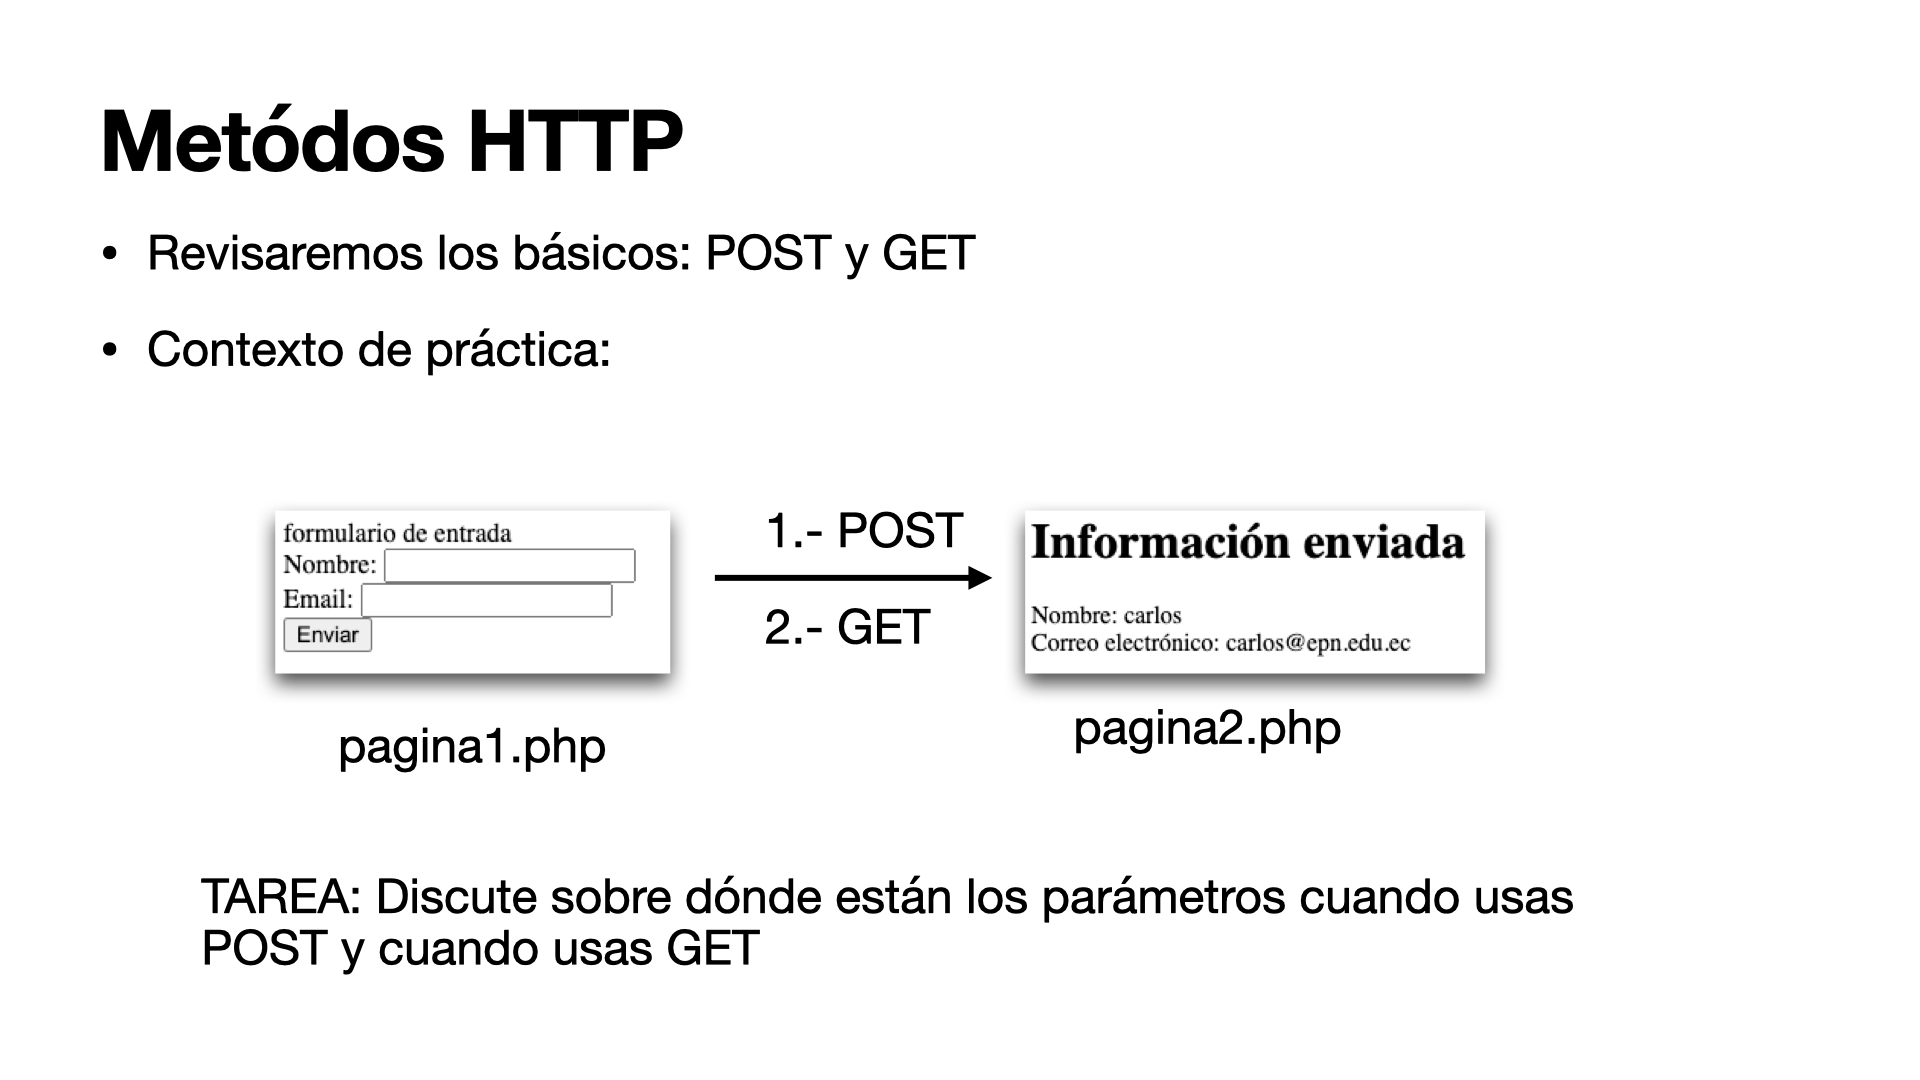 Metódos HTTP
• Revisaremos los básicos: POST y GET
• Contexto de práctica:
formulario de entrada
Nombre:
Email:
Enviar
pagina1.php
1.- POST
2.- GET
Información enviada
Nombre: carlos
Correo electrónico: carlos@epn.edu.ec
pagina2.php
TAREA: Discute sobre dónde están los parámetros cuando usas
POST y cuando usas GET